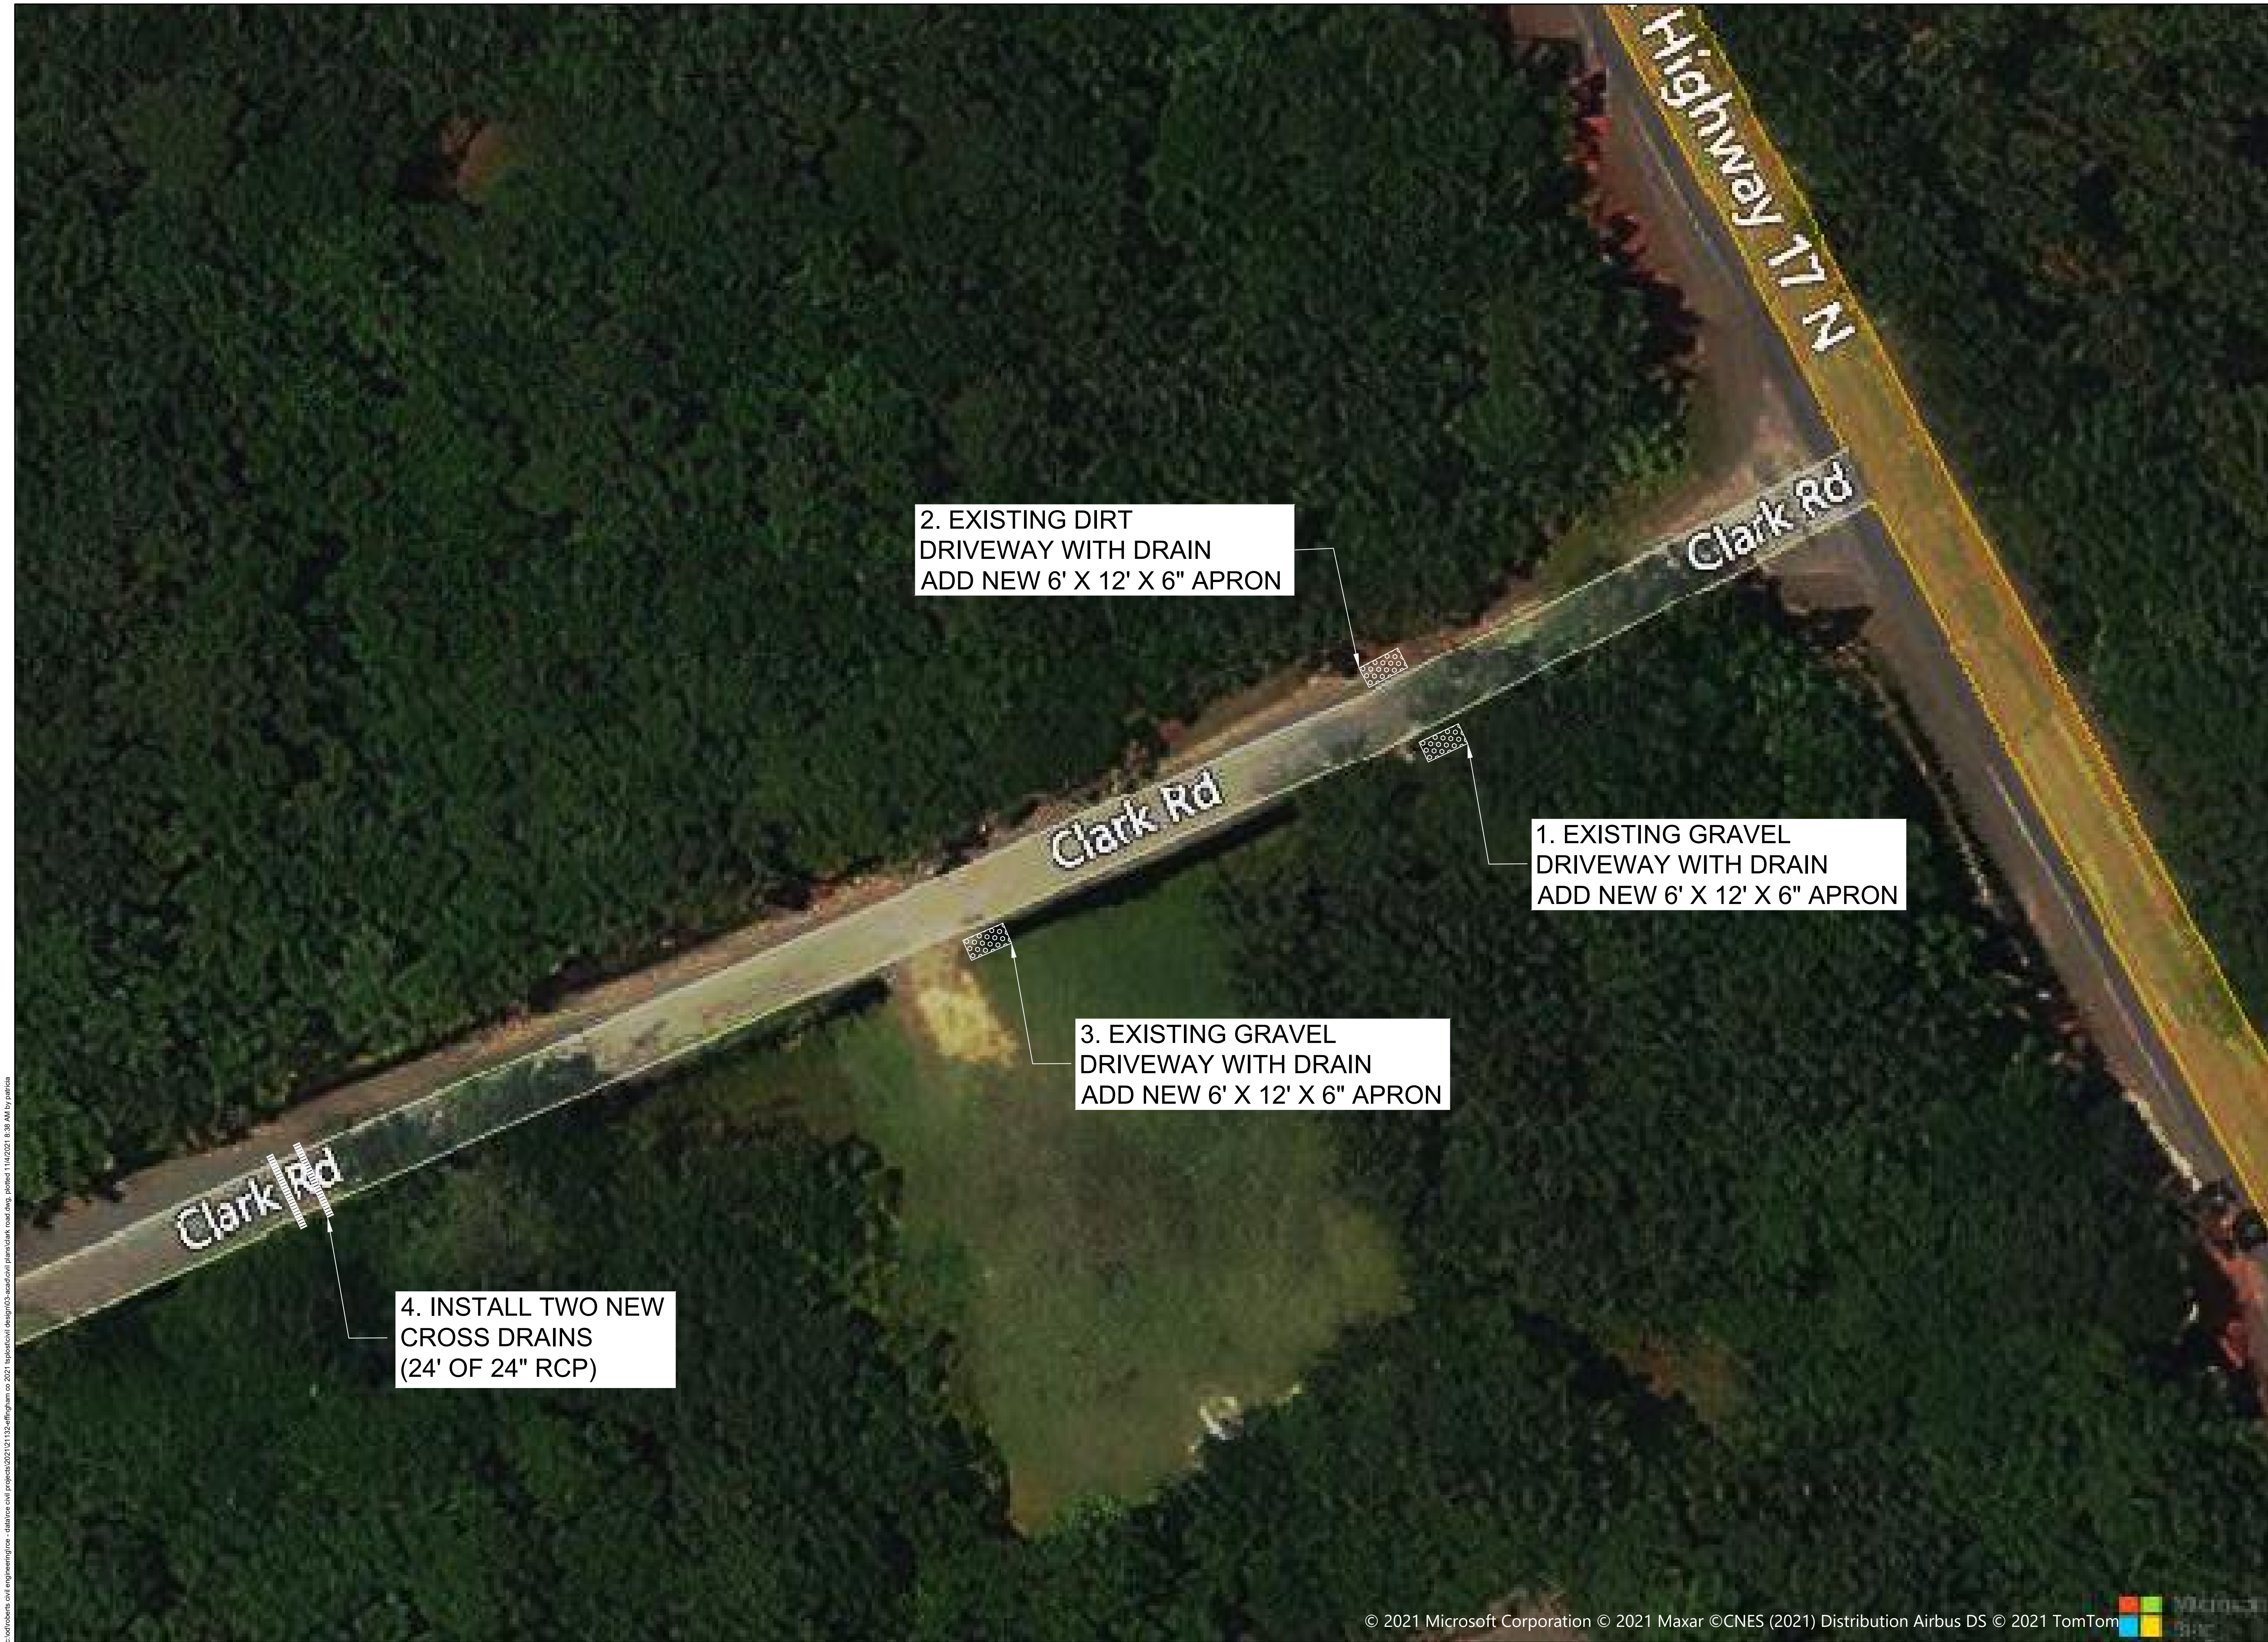 Highway 17 N
Clark Rd
2. EXISTING DIRT
DRIVEWAY WITH DRAIN
ADD NEW 6' X 12' X 6" APRON
Clark Rd
1. EXISTING GRAVEL
DRIVEWAY WITH DRAIN
ADD NEW 6' X 12' X 6" APRON
3. EXISTING GRAVEL
DRIVEWAY WITH DRAIN
ADD NEW 6' X 12' X 6" APRON
Clark Rd
4. INSTALL TWO NEW
CROSS DRAINS
(24' OF 24" RCP)
© 2021 Microsoft Corporation © 2021 Maxar ©CNES (2021) Distribution Airbus DS © 2021 TomTom